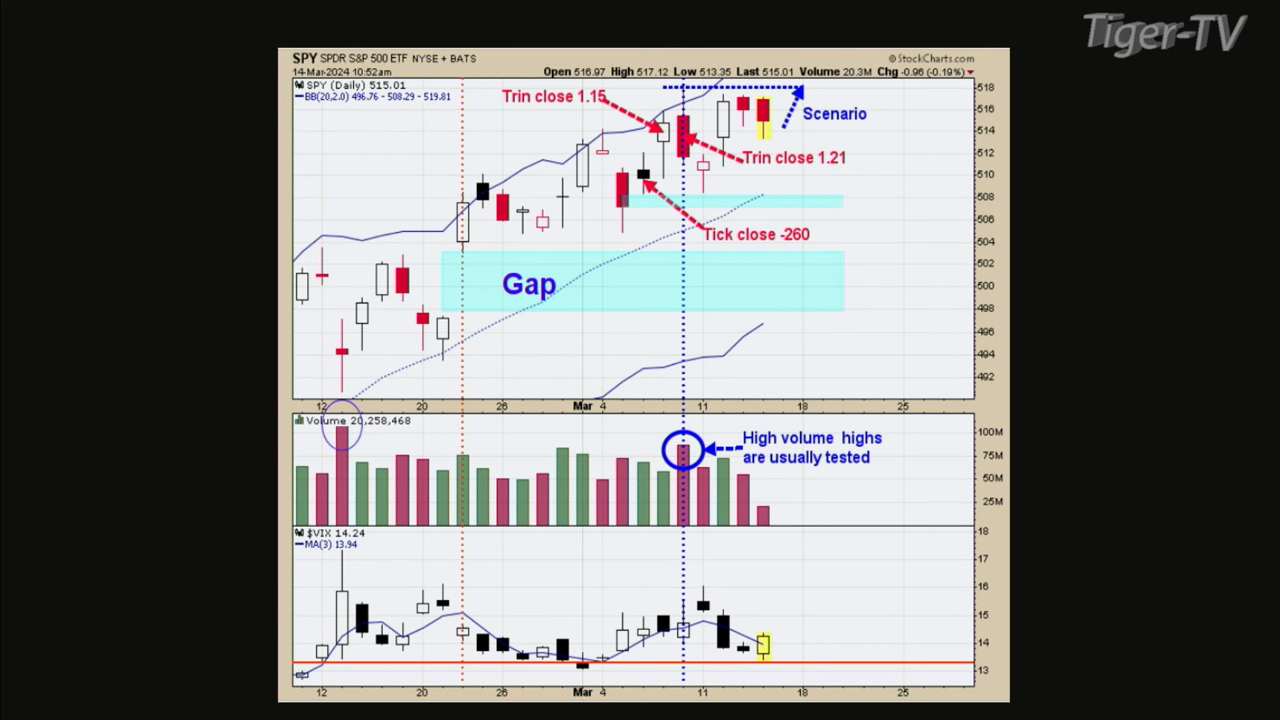 Tiger-TV
SPY SPDR S&P 500 ETF NYSE + BATS
© StockCharts.com
14-Mar-2024 10:52am
Open 516.97 High 517.12 Low 513.35 Last 515.01 Volume 20.3M Chg -0.96 (-0.19%)
SPY (Daily) 515.01
BB(20,2.0) 496.76 - 508.29 - 519.81
Trin close 1.15
Scenario
Trin close 1.21
Tick close -260
Gap
518
516
514
512
510
508
506
504
502
500
498
496
494
492
12 20 26 Mar 4 11 18 25
Volume 20,258,468
High volume highs
are usually tested
100M
75M
50M
25M
$VIX 14.24
MA(3) 13.94
18
17
16
15
14
13
12 20 26 Mar 4 11 18 25